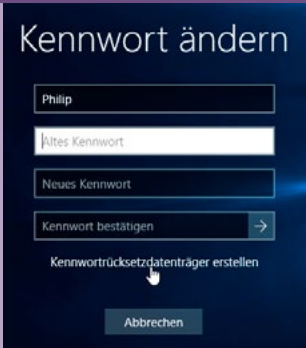 Kennwort ändern
Philip
Altes Kennwort
Neues Kennwort
Kennwort bestätigen
Kennwortrücksetzdatenträger erstellen
Abbrechen